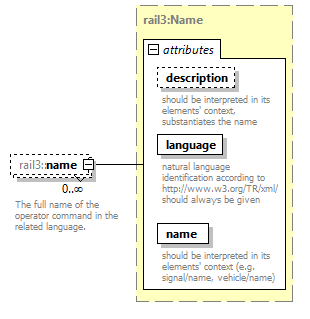 rail3:Name
attributes
description
should be interpreted in its
elements' context,
substantiates the name
language
natural language
identification according to
http://www.w3.org/TR/xml/
should always be given
name
should be interpreted in its
elements' context (e.g.
signal/name, vehicle/name)
rail3::name
0..∞
The full name of the
operator command in the
related language.